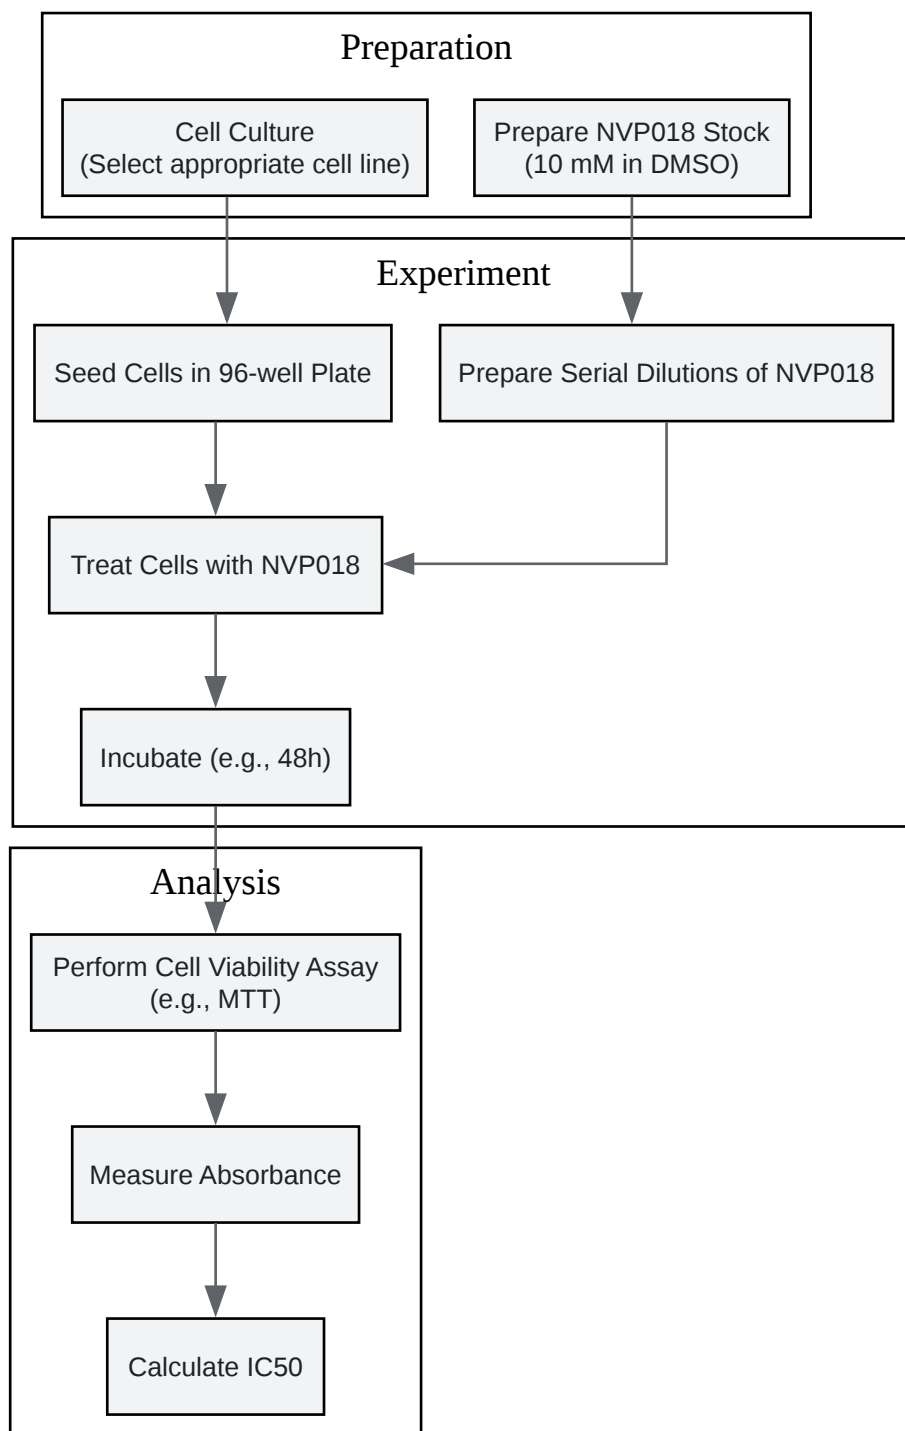 Preparation
Cell Culture
(Select appropriate cell line)
Prepare NVP018 Stock
(10 mM in DMSO)
Experiment
Seed Cells in 96-well Plate
Prepare Serial Dilutions of NVP018
Treat Cells with NVP018
Incubate (e.g., 48h)
Analysis
Perform Cell Viability Assay
(e.g., MTT)
Measure Absorbance
Calculate IC50